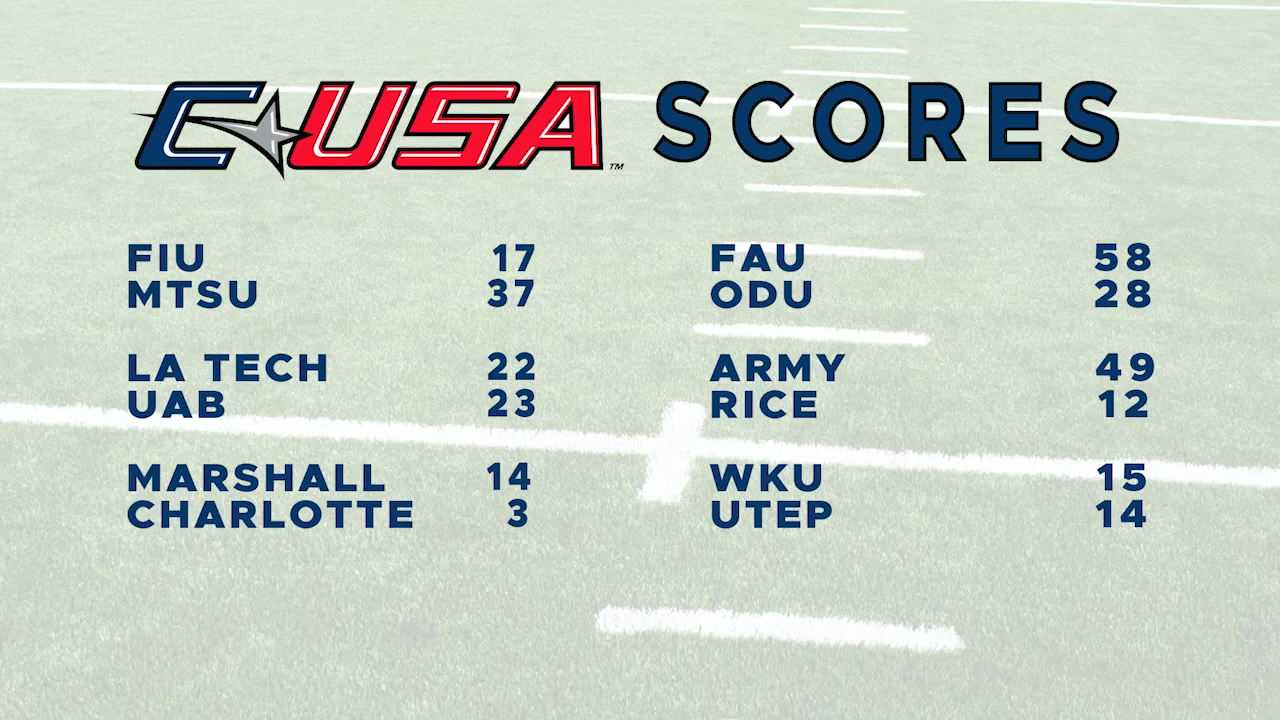 C USA™ SCORES
FIU 17
MTSU 37
LA TECH 22
UAB 23
MARSHALL 14
CHARLOTTE 3
FAU 58
ODU 28
ARMY 49
RICE 12
WKU 15
UTEP 14